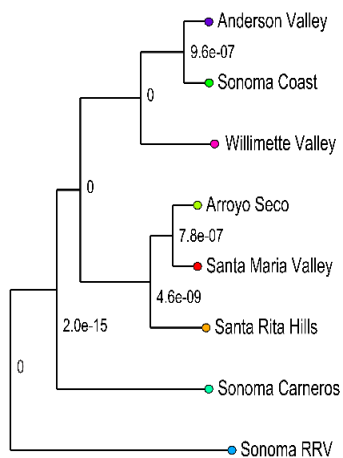 Anderson Valley
9.6e-07
Sonoma Coast
0
Willimette Valley
0
Arroyo Seco
7.8e-07
Santa Maria Valley
4.6e-09
Santa Rita Hills
2.0e-15
0
Sonoma Carneros
Sonoma RRV